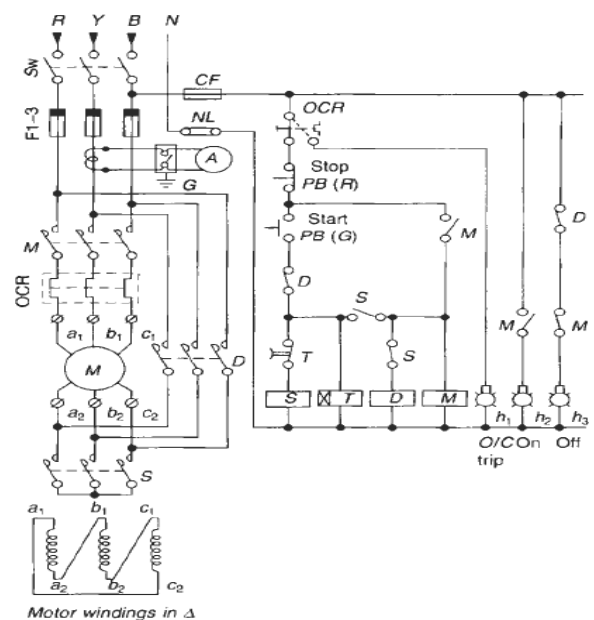 R Y B N
Sw
CF
F1-3
NL
OCR
A
G
Stop
PB (R)
Start
PB (G)
M
D
M
D
OCR
S
a1 b1 c1
M
D
T
S
M
M
S T D M
a2 b2 c2
h1 h2 h3
O/C On Off
trip
S
a1 b1 c1
a2 b2 c2
Motor windings in Δ